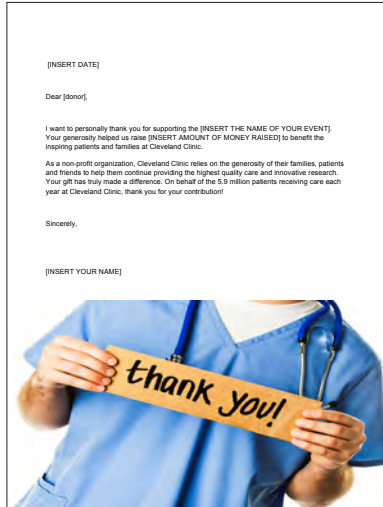 [INSERT DATE]
Dear [donor],
I want to personally thank you for supporting the [INSERT THE NAME OF YOUR EVENT].
Your generosity helped us raise [INSERT AMOUNT OF MONEY RAISED] to benefit the
inspiring patients and families at Cleveland Clinic.
As a non-profit organization, Cleveland Clinic relies on the generosity of their families, patients
and friends to help them continue providing the highest quality care and innovative research.
Your gift has truly made a difference. On behalf of the 5.9 million patients receiving care each
year at Cleveland Clinic, thank you for your contribution!
Sincerely,
[INSERT YOUR NAME]
thank you!